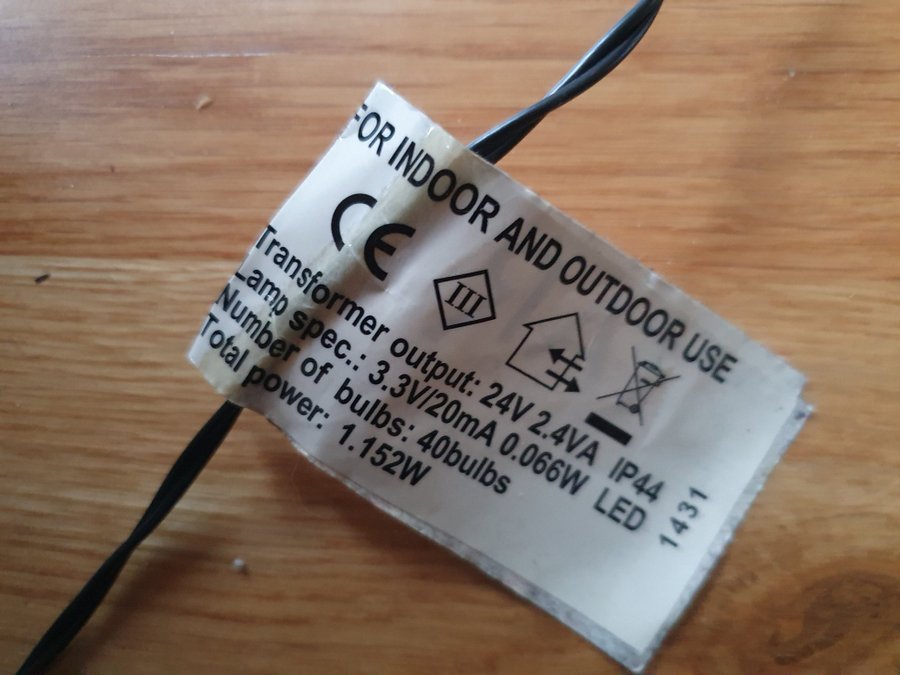 FOR INDOOR AND OUTDOOR USE
CE
III
Transformer output: 24V 2.4VA IP44
Lamp spec.: 3.3V/20mA 0.066W LED
Number of bulbs: 40bulbs
Total power: 1.152W
1431